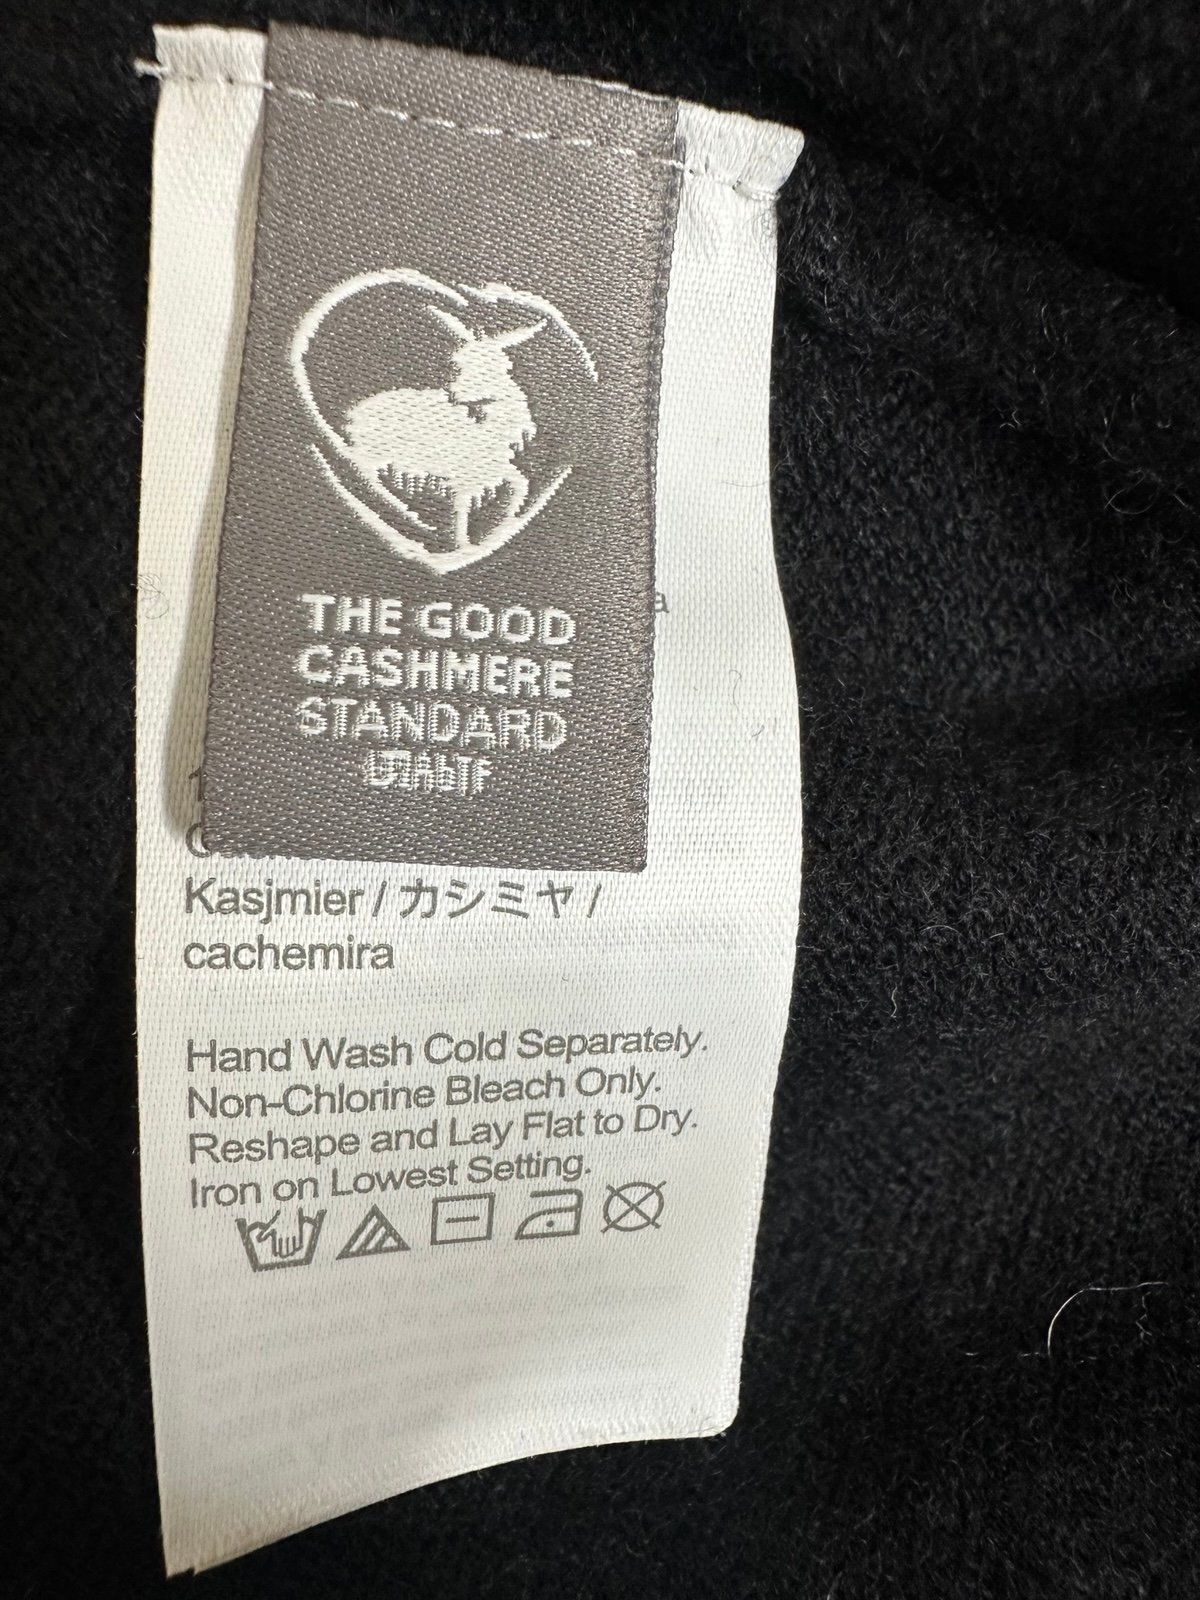 THE GOOD
CASHMERE
STANDARD
a
Kasjmier / カシミヤ /
cachemira
Hand Wash Cold Separately.
Non-Chlorine Bleach Only.
Reshape and Lay Flat to Dry.
Iron on Lowest Setting.